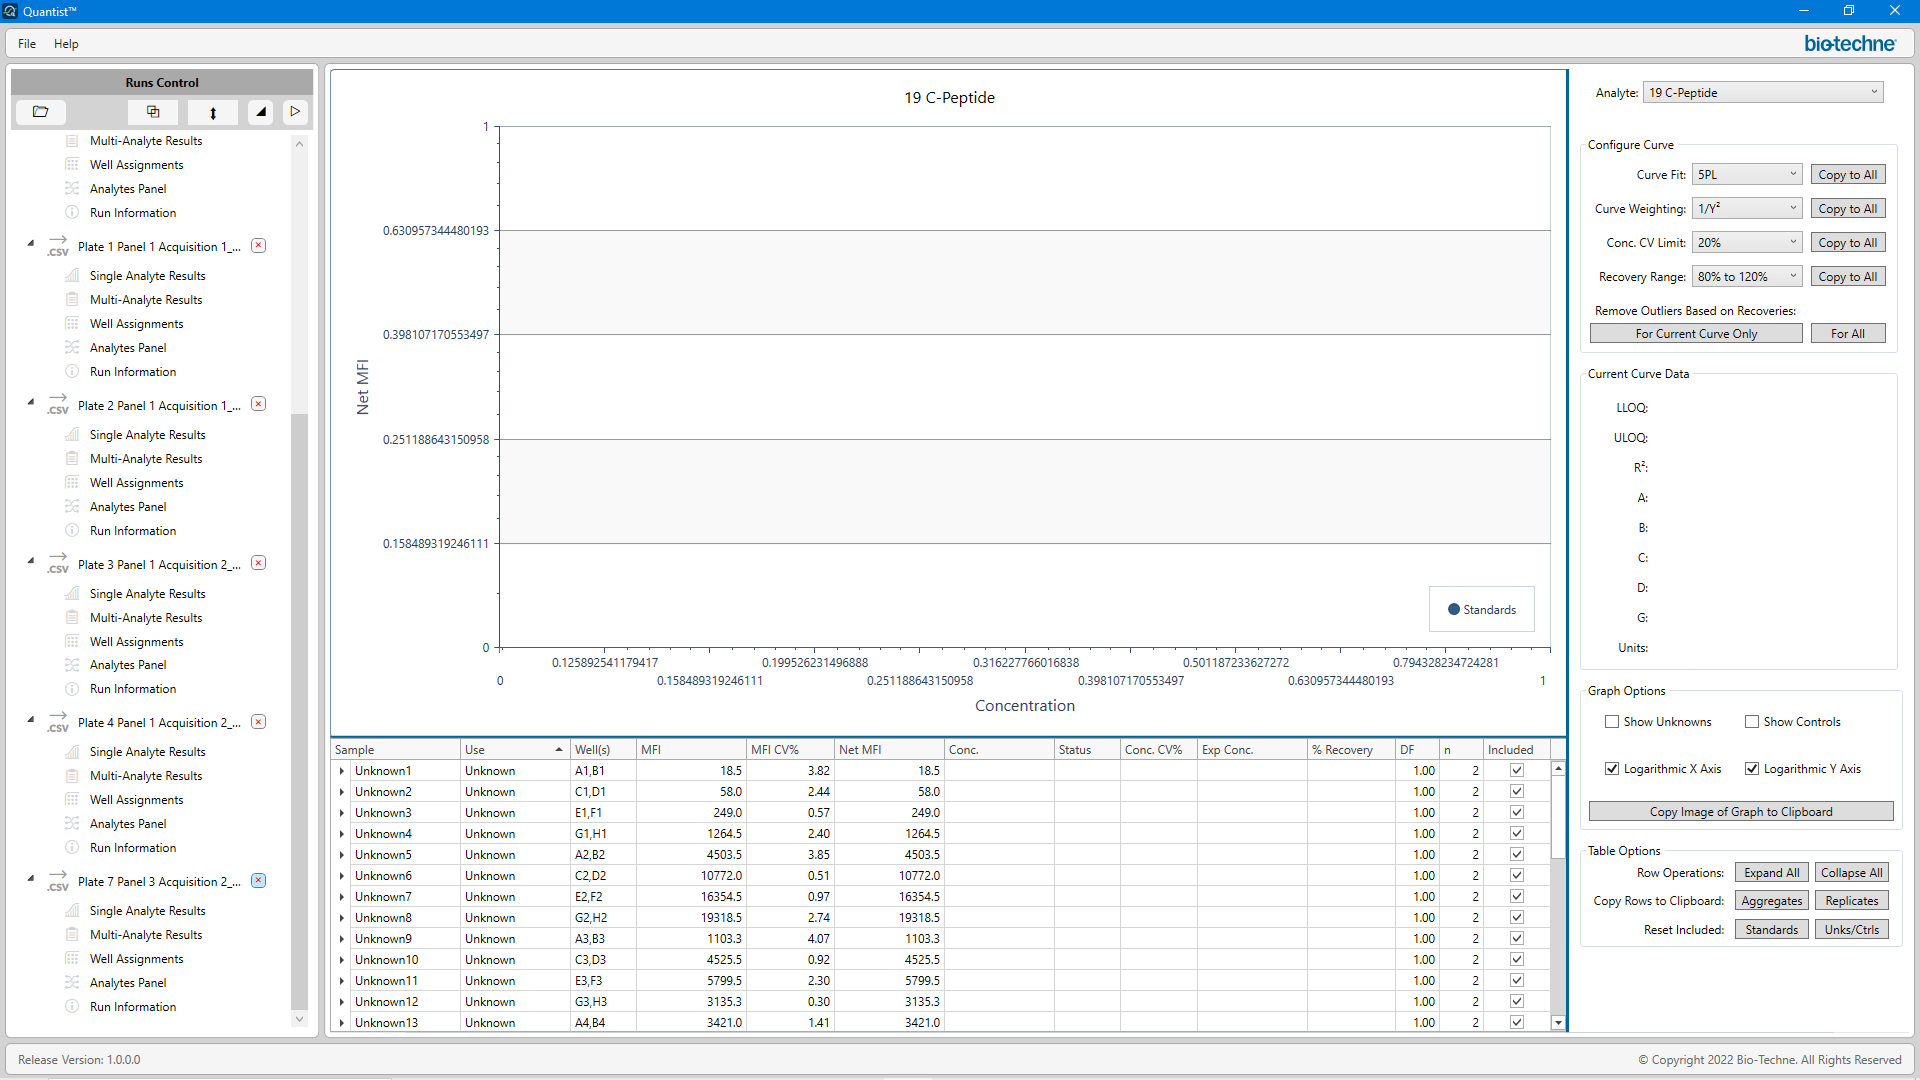 Quantist™
File Help
bio-techne
Runs Control
Multi-Analyte Results
Well Assignments
Analytes Panel
Run Information
.CSV Plate 1 Panel 1 Acquisition 1_...
Single Analyte Results
Multi-Analyte Results
Well Assignments
Analytes Panel
Run Information
.CSV Plate 2 Panel 1 Acquisition 1_...
Single Analyte Results
Multi-Analyte Results
Well Assignments
Analytes Panel
Run Information
.CSV Plate 3 Panel 1 Acquisition 2_...
Single Analyte Results
Multi-Analyte Results
Well Assignments
Analytes Panel
Run Information
.CSV Plate 4 Panel 1 Acquisition 2_...
Single Analyte Results
Multi-Analyte Results
Well Assignments
Analytes Panel
Run Information
.CSV Plate 7 Panel 3 Acquisition 2_...
Single Analyte Results
Multi-Analyte Results
Well Assignments
Analytes Panel
Run Information
19 C-Peptide
1
0.630957344480193
0.398107170553497
Net MFI
0.251188643150958
0.158489319246111
Standards
0
0.125892541179417 0.199526231496888 0.316227766016838 0.501187233627272 0.794328234724281
0 0.158489319246111 0.251188643150958 0.398107170553497 0.630957344480193 1
Concentration
Sample Use Well(s) MFI MFI CV% Net MFI Conc. Status Conc. CV% Exp Conc. % Recovery DF n Included
Unknown1 Unknown A1,B1 18.5 3.82 18.5 1.00 2
Unknown2 Unknown C1,D1 58.0 2.44 58.0 1.00 2
Unknown3 Unknown E1,F1 249.0 0.57 249.0 1.00 2
Unknown4 Unknown G1,H1 1264.5 2.40 1264.5 1.00 2
Unknown5 Unknown A2,B2 4503.5 3.85 4503.5 1.00 2
Unknown6 Unknown C2,D2 10772.0 0.51 10772.0 1.00 2
Unknown7 Unknown E2,F2 16354.5 0.97 16354.5 1.00 2
Unknown8 Unknown G2,H2 19318.5 2.74 19318.5 1.00 2
Unknown9 Unknown A3,B3 1103.3 4.07 1103.3 1.00 2
Unknown10 Unknown C3,D3 4525.5 0.92 4525.5 1.00 2
Unknown11 Unknown E3,F3 5799.5 2.30 5799.5 1.00 2
Unknown12 Unknown G3,H3 3135.3 0.30 3135.3 1.00 2
Unknown13 Unknown A4,B4 3421.0 1.41 3421.0 1.00 2
Analyte: 19 C-Peptide
Configure Curve
Curve Fit: 5PL Copy to All
Curve Weighting: 1/Y² Copy to All
Conc. CV Limit: 20% Copy to All
Recovery Range: 80% to 120% Copy to All
Remove Outliers Based on Recoveries:
For Current Curve Only For All
Current Curve Data
LLOQ:
ULOQ:
R²:
A:
B:
C:
D:
G:
Units:
Graph Options
Show Unknowns Show Controls
Logarithmic X Axis Logarithmic Y Axis
Copy Image of Graph to Clipboard
Table Options
Row Operations: Expand All Collapse All
Copy Rows to Clipboard: Aggregates Replicates
Reset Included: Standards Unks/Ctrls
Release Version: 1.0.0.0
© Copyright 2022 Bio-Techne. All Rights Reserved